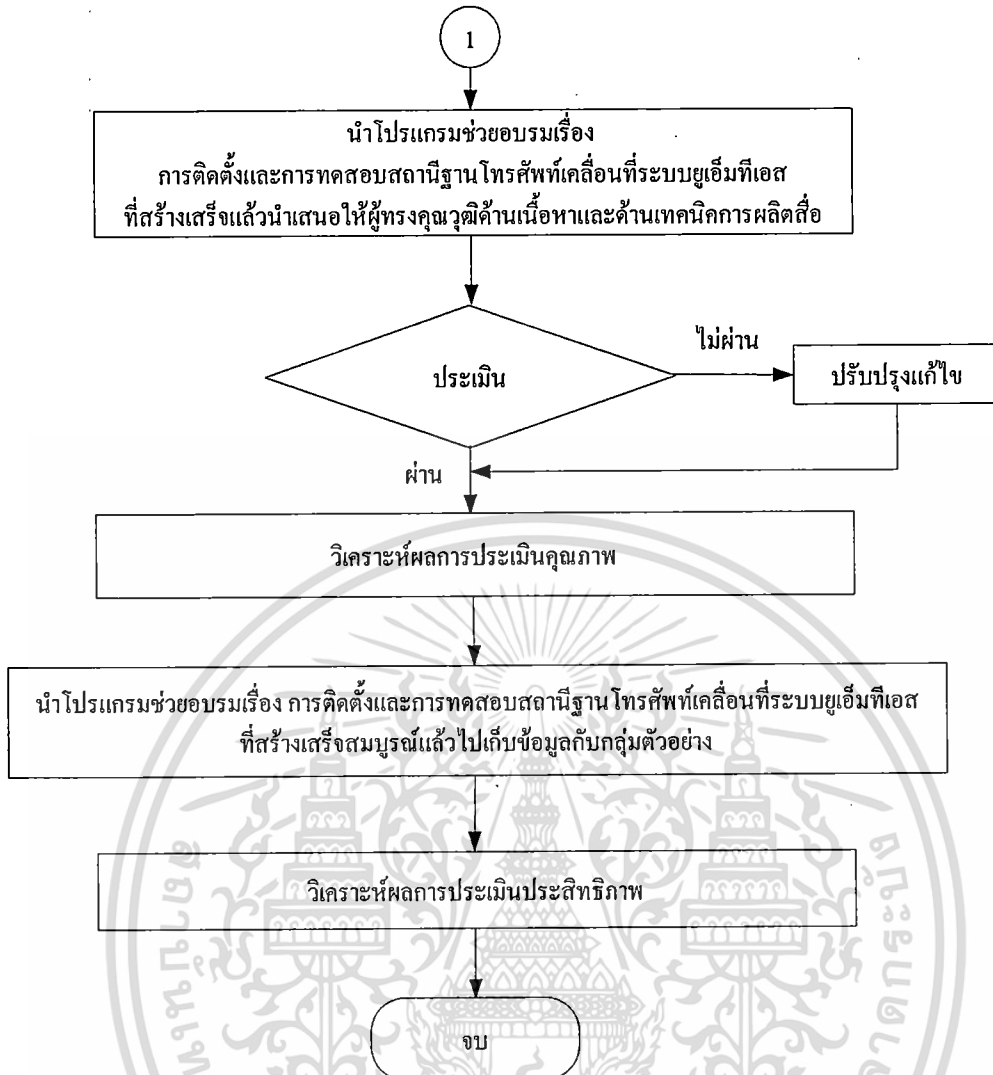 1
นำโปรแกรมช่วยอบรมเรื่อง
การติดตั้งและการทดสอบสถานีฐานโทรศัพท์เคลื่อนที่ระบบยูเอ็มทีเอส
ที่สร้างเสร็จแล้วนำเสนอให้ผู้ทรงคุณวุฒิด้านเนื้อหาและด้านเทคนิคการผลิตสื่อ
ประเมิน
ไม่ผ่าน
ปรับปรุงแก้ไข
ผ่าน
วิเคราะห์ผลการประเมินคุณภาพ
นำโปรแกรมช่วยอบรมเรื่อง การติดตั้งและการทดสอบสถานีฐานโทรศัพท์เคลื่อนที่ระบบยูเอ็มทีเอส
ที่สร้างเสร็จสมบูรณ์แล้วไปเก็บข้อมูลกับกลุ่มตัวอย่าง
วิเคราะห์ผลการประเมินประสิทธิภาพ
จบ